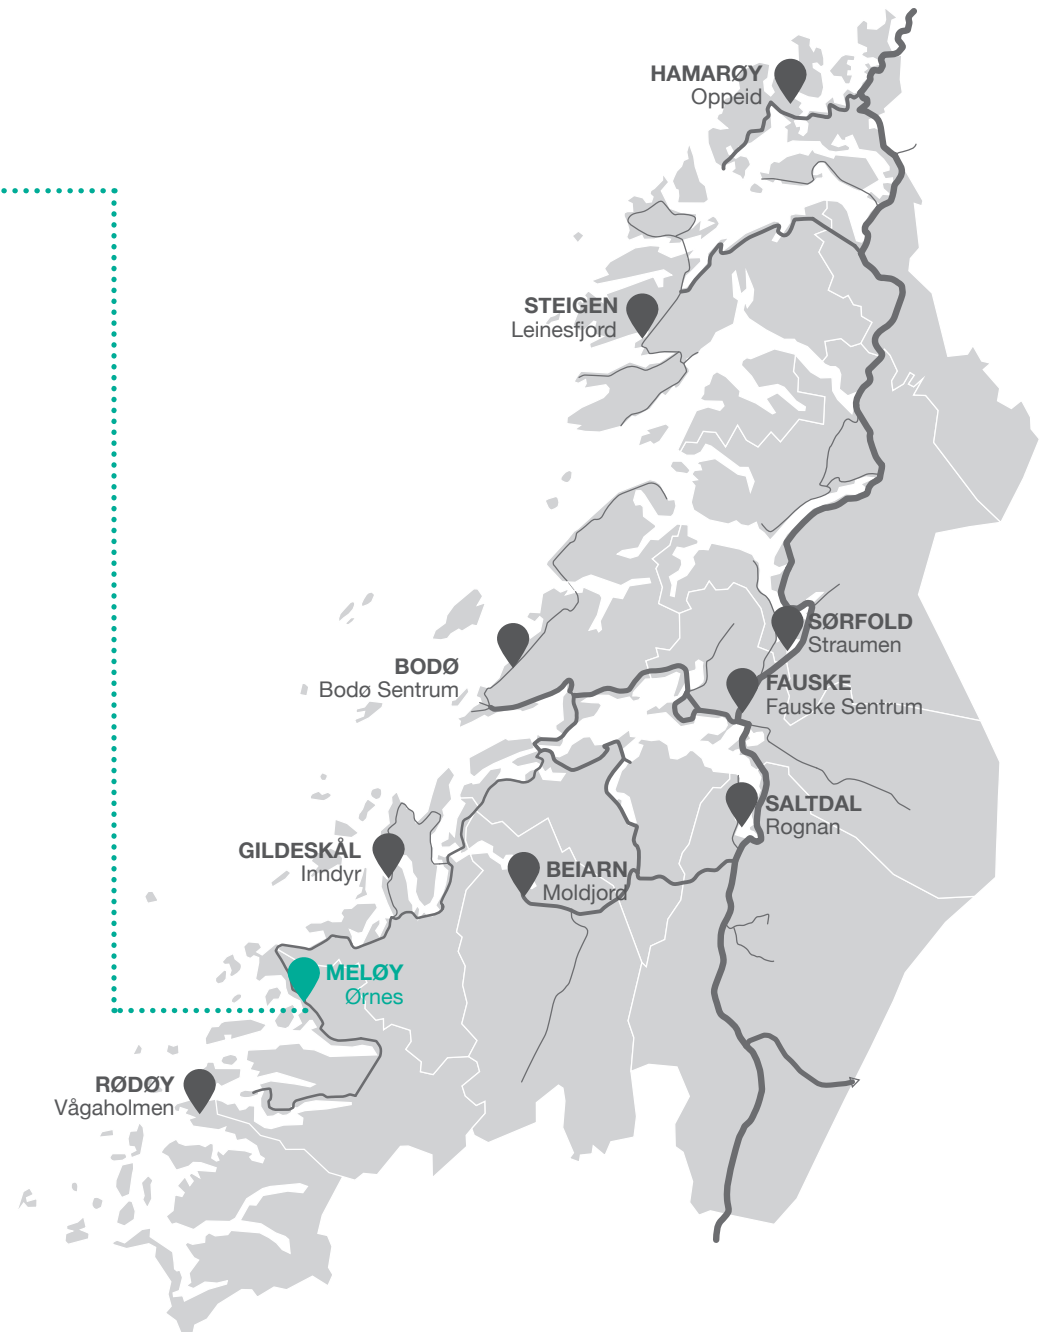 HAMARØY
Oppeid
STEIGEN
Leinesfjord
SØRFOLD
Straumen
BODØ
Bodø Sentrum
FAUSKE
Fauske Sentrum
SALTDAL
Rognan
GILDESKÅL
Inndyr
BEIARN
Moldjord
MELØY
Ørnes
RØDØY
Vågaholmen